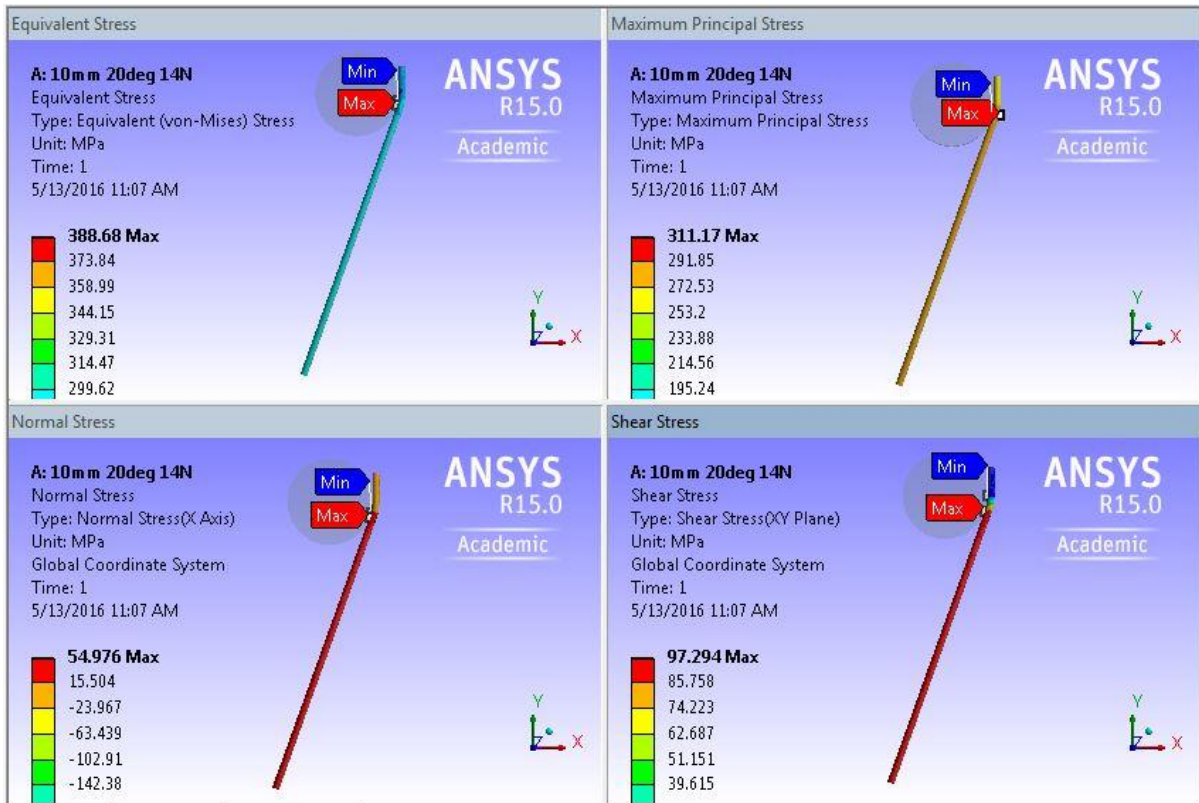 Equivalent Stress
A: 10mm 20deg 14N
Equivalent Stress
Type: Equivalent (von-Mises) Stress
Unit: MPa
Time: 1
5/13/2016 11:07 AM
Min
Max
ANSYS
R15.0
Academic
388.68 Max
373.84
358.99
344.15
329.31
314.47
299.62
Y
Z
X
Maximum Principal Stress
A: 10mm 20deg 14N
Maximum Principal Stress
Type: Maximum Principal Stress
Unit: MPa
Time: 1
5/13/2016 11:07 AM
Min
Max
ANSYS
R15.0
Academic
311.17 Max
291.85
272.53
253.2
233.88
214.56
195.24
Y
Z
X
Normal Stress
A: 10mm 20deg 14N
Normal Stress
Type: Normal Stress(X Axis)
Unit: MPa
Global Coordinate System
Time: 1
5/13/2016 11:07 AM
Min
Max
ANSYS
R15.0
Academic
54.976 Max
15.504
-23.967
-63.439
-102.91
-142.38
Y
Z
X
Shear Stress
A: 10mm 20deg 14N
Shear Stress
Type: Shear Stress(XY Plane)
Unit: MPa
Global Coordinate System
Time: 1
5/13/2016 11:07 AM
Min
Max
ANSYS
R15.0
Academic
97.294 Max
85.758
74.223
62.687
51.151
39.615
Y
Z
X